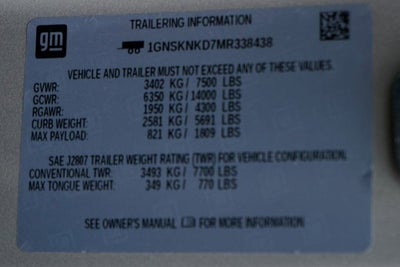 TRAILERING INFORMATION
gm
1GNSKNKD7MR338438
VEHICLE AND TRAILER MUST NOT EXCEED ANY OF THESE VALUES.
GVWR: 3402 KG / 7500 LBS
GCWR: 6350 KG / 14000 LBS
RGAWR: 1950 KG / 4300 LBS
CURB WEIGHT: 2581 KG / 5691 LBS
MAX PAYLOAD: 821 KG / 1809 LBS
SAE J2807 TRAILER WEIGHT RATING (TWR) FOR VEHICLE CONFIGURATION.
CONVENTIONAL TWR: 3493 KG / 7700 LBS
MAX TONGUE WEIGHT: 349 KG / 770 LBS
SEE OWNER'S MANUAL FOR MORE INFORMATION